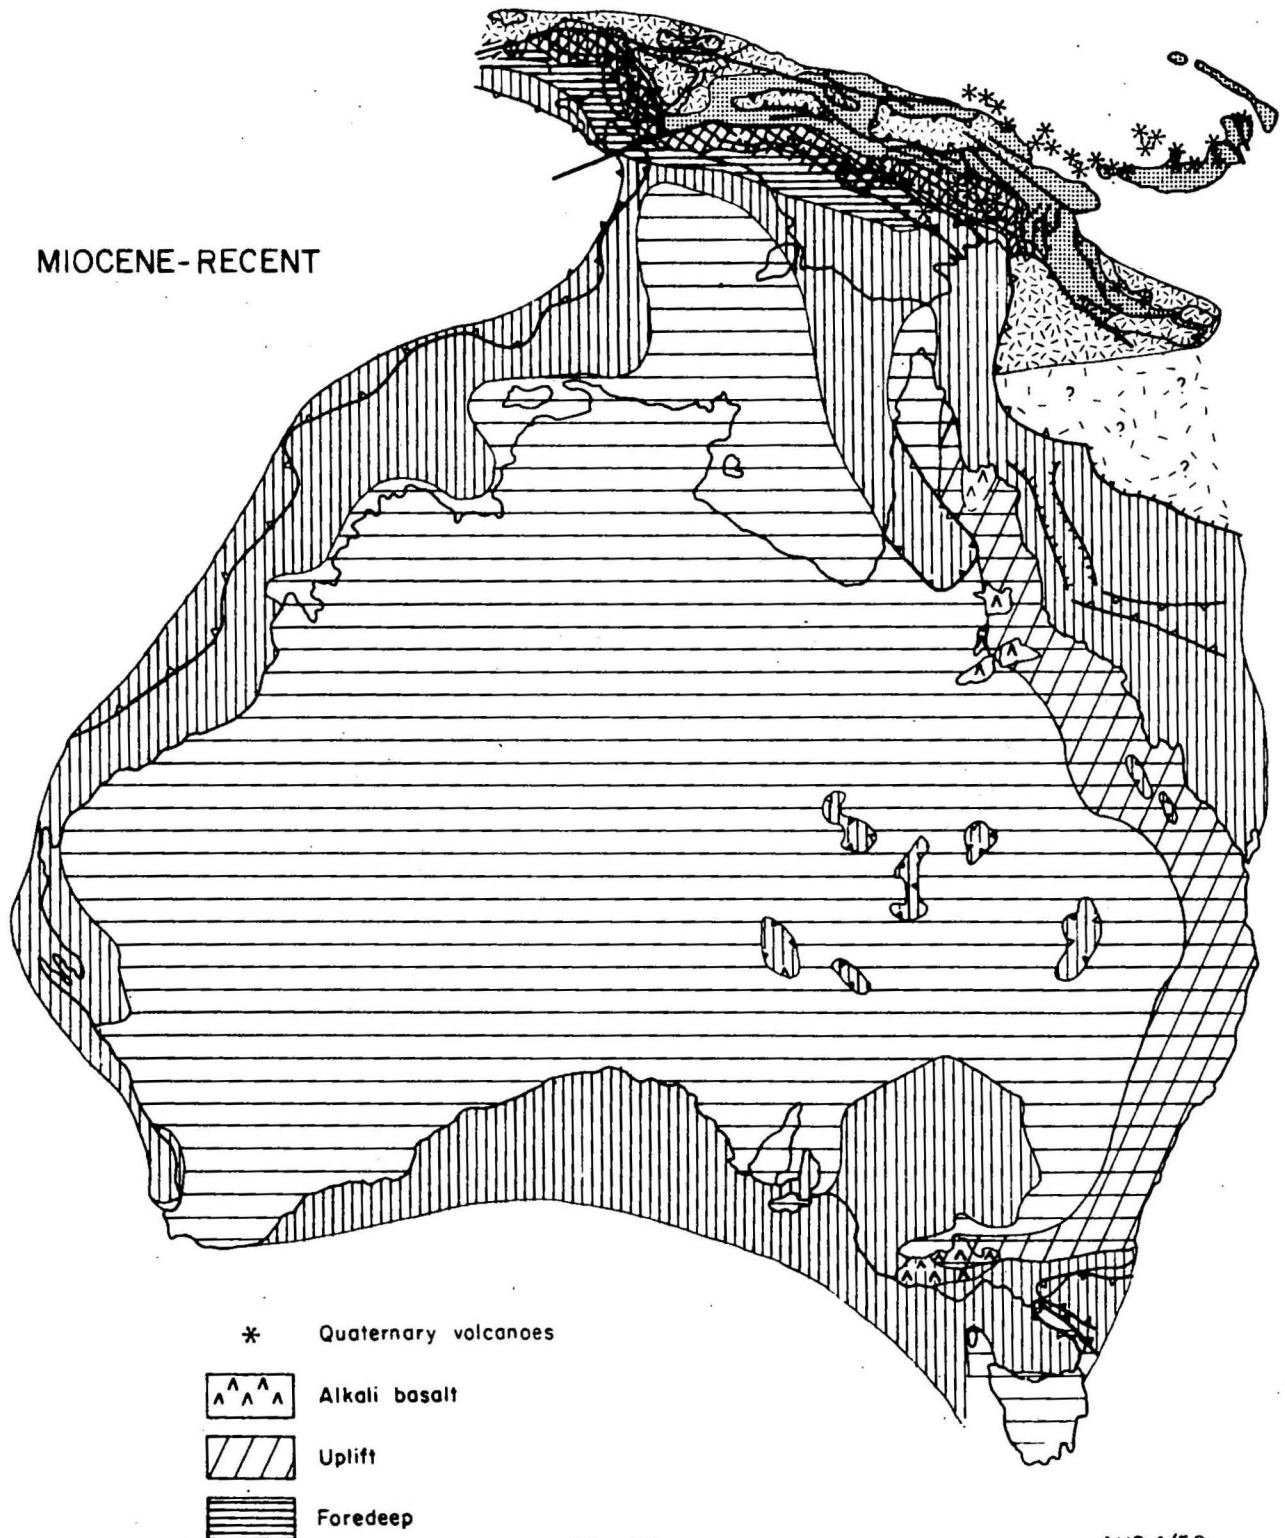 MIOCENE-RECENT
?
?
?
?
Quaternary volcanoes
Alkali basalt
Uplift
Foredeep